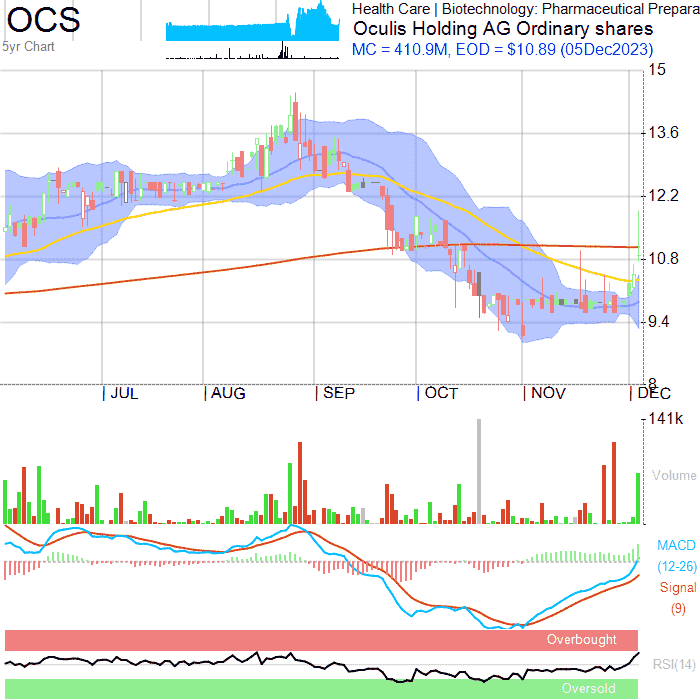 OCS
5yr Chart
Health Care | Biotechnology: Pharmaceutical Prepara
Oculis Holding AG Ordinary shares
MC = 410.9M, EOD = $10.89 (05Dec2023)
15
13.6
12.2
10.8
9.4
8
JUL AUG SEP OCT NOV DEC
141k
Volume
MACD
(12-26)
Signal
(9)
Overbought
RSI(14)
Oversold